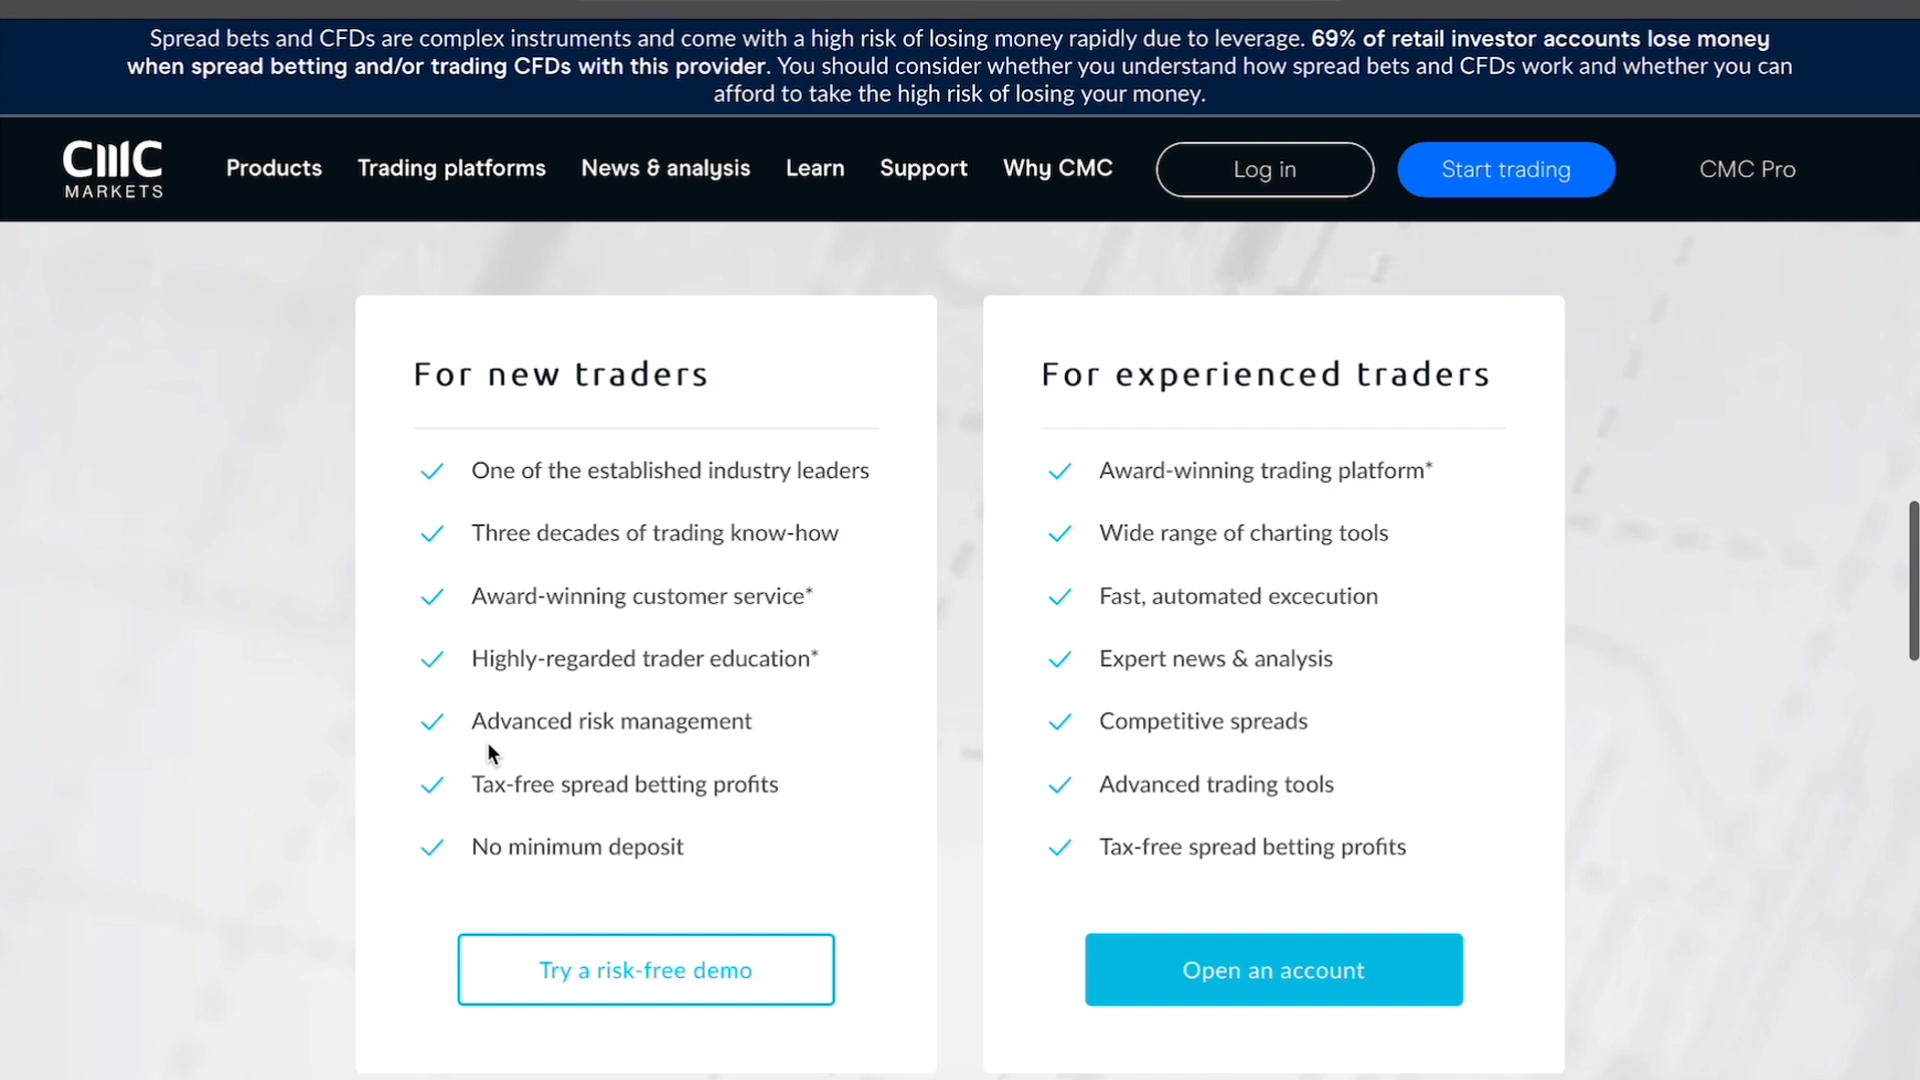 Spread bets and CFDs are complex instruments and come with a high risk of losing money rapidly due to leverage. 69% of retail investor accounts lose money
when spread betting and/or trading CFDs with this provider. You should consider whether you understand how spread bets and CFDs work and whether you can
afford to take the high risk of losing your money.
CMC
MARKETS
Products
Trading platforms
News & analysis
Learn
Support
Why CMC
Log in
Start trading
CMC Pro
For new traders
One of the established industry leaders
Three decades of trading know-how
Award-winning customer service*
Highly-regarded trader education*
Advanced risk management
Tax-free spread betting profits
No minimum deposit
Try a risk-free demo
For experienced traders
Award-winning trading platform*
Wide range of charting tools
Fast, automated excecution
Expert news & analysis
Competitive spreads
Advanced trading tools
Tax-free spread betting profits
Open an account